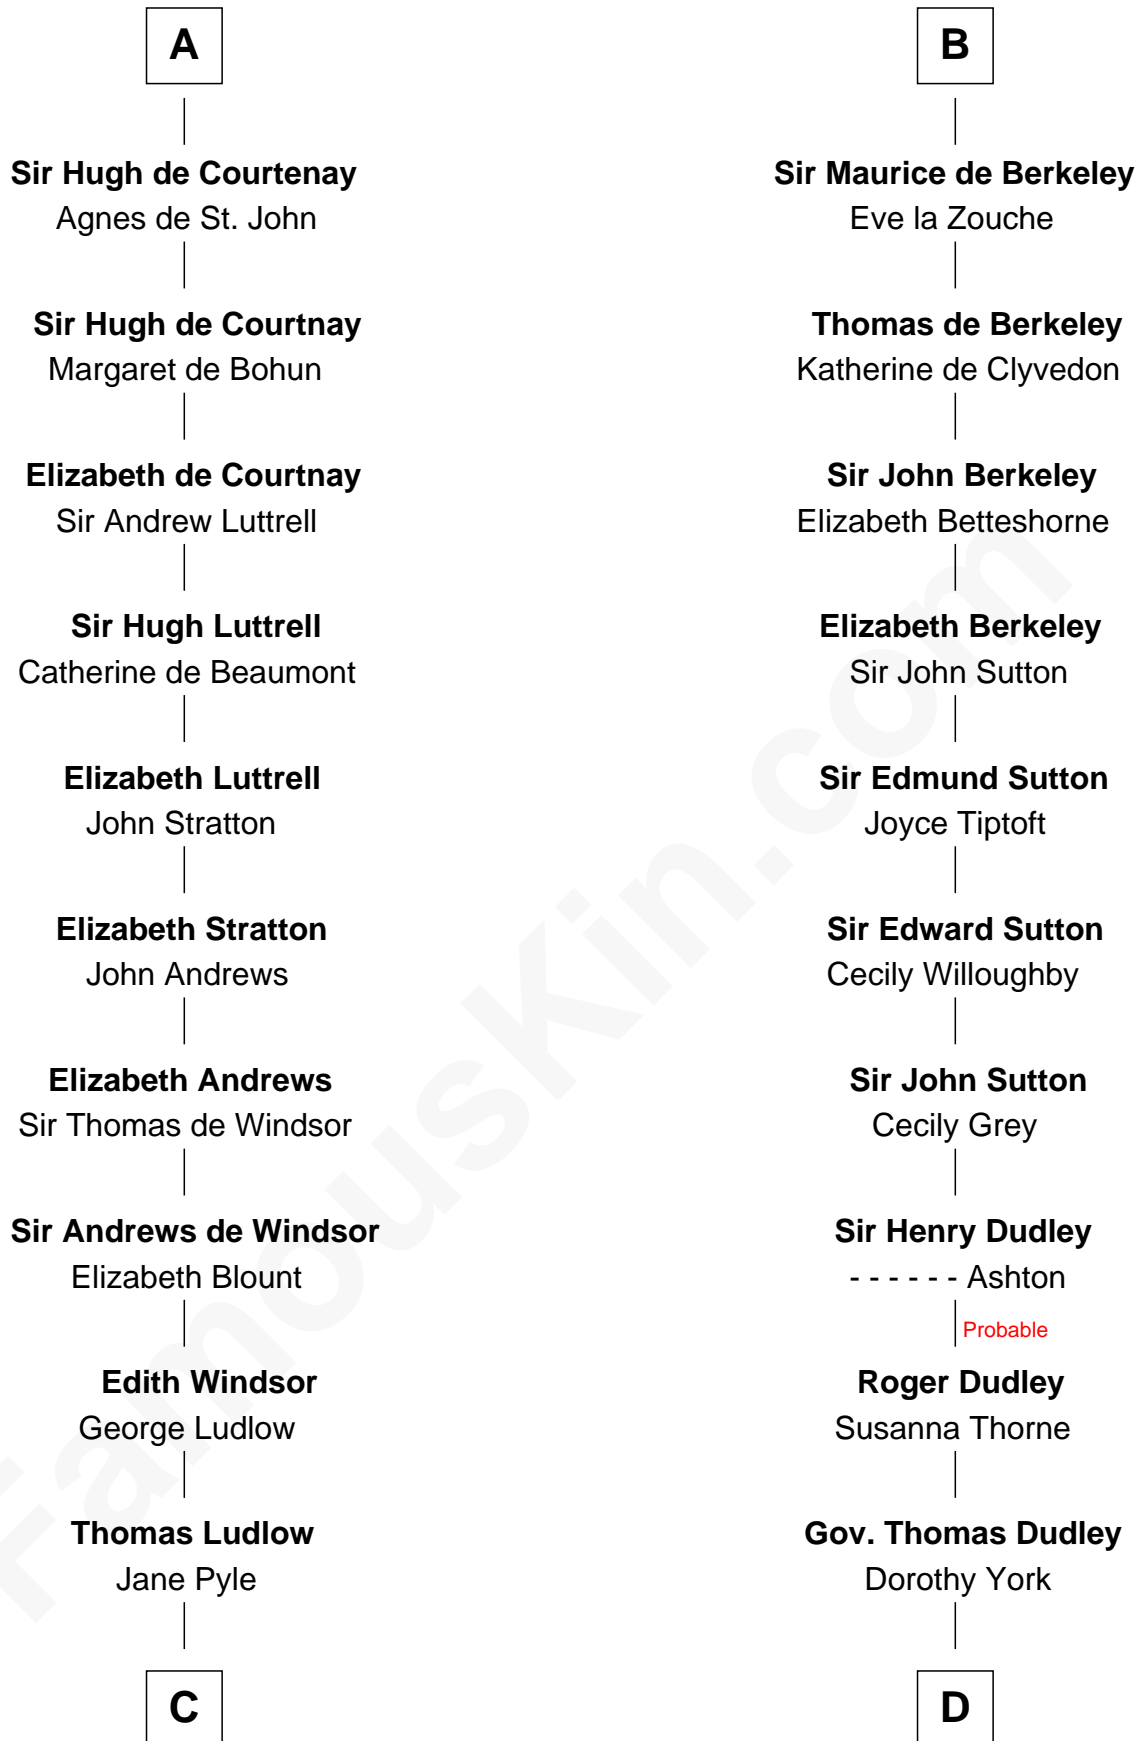 A
Sir Hugh de Courtenay
Agnes de St. John
Sir Hugh de Courtnay
Margaret de Bohun
Elizabeth de Courtnay
Sir Andrew Luttrell
Sir Hugh Luttrell
Catherine de Beaumont
Elizabeth Luttrell
John Stratton
Elizabeth Stratton
John Andrews
Elizabeth Andrews
Sir Thomas de Windsor
Sir Andrews de Windsor
Elizabeth Blount
Edith Windsor
George Ludlow
Thomas Ludlow
Jane Pyle
C
B
Sir Maurice de Berkeley
Eve la Zouche
Thomas de Berkeley
Katherine de Clyvedon
Sir John Berkeley
Elizabeth Betteshorne
Elizabeth Berkeley
Sir John Sutton
Sir Edmund Sutton
Joyce Tiptoft
Sir Edward Sutton
Cecily Willoughby
Sir John Sutton
Cecily Grey
Sir Henry Dudley
- - - - - - Ashton
Probable
Roger Dudley
Susanna Thorne
Gov. Thomas Dudley
Dorothy York
D
FamousKin.com